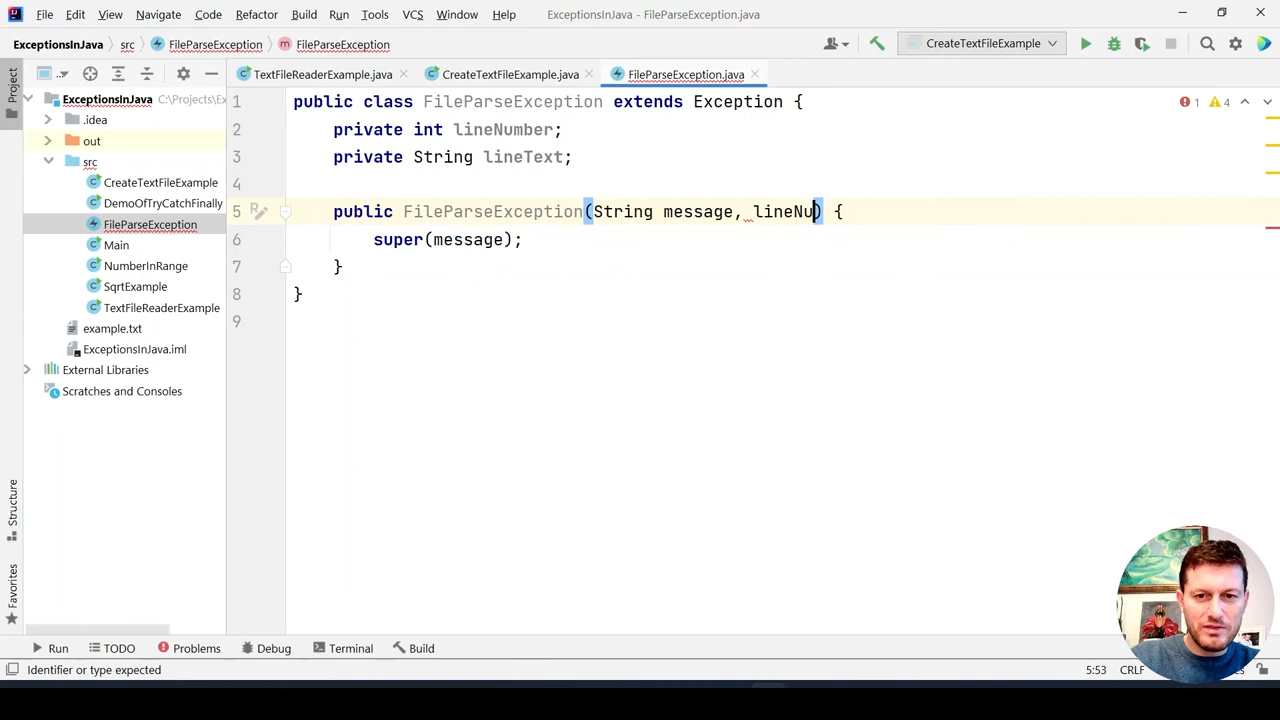 File Edit View Navigate Code Refactor Build Run Tools VCS Window Help ExceptionsInJava - FileParseException.java
ExceptionsInJava src FileParseException FileParseException CreateTextFileExample
Project
TextFileReaderExample.java CreateTextFileExample.java FileParseException.java
ExceptionsInJava C:\Projects\Ex
.idea
out
src
CreateTextFileExample
DemoOfTryCatchFinally
FileParseException
Main
NumberInRange
SqrtExample
TextFileReaderExample
example.txt
ExceptionsInJava.iml
External Libraries
Scratches and Consoles
1 public class FileParseException extends Exception {
2 private int lineNumber;
3 private String lineText;
4
5 public FileParseException(String message, lineNu) {
6 super(message);
7 }
8 }
9
1 4
Structure
Favorites
Run TODO Problems Debug Terminal Build
Identifier or type expected 5:53 CRLF